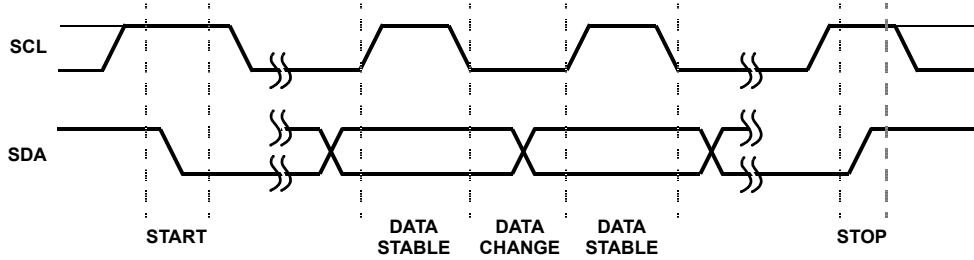 SCL
SDA
START
DATA
STABLE
DATA
CHANGE
DATA
STABLE
STOP